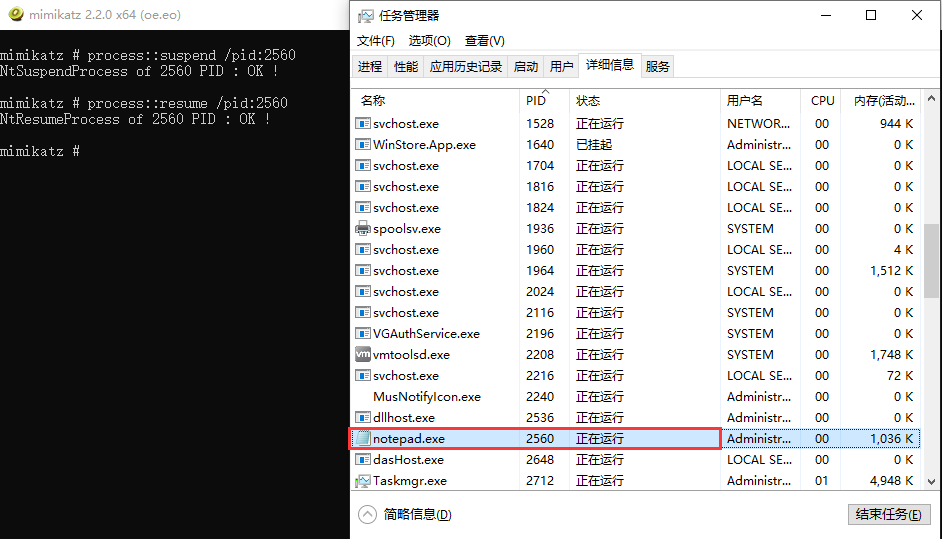 mimikatz 2.2.0 x64 (oe.eo)
mimikatz # process::suspend /pid:2560
NtSuspendProcess of 2560 PID : OK !
mimikatz # process::resume /pid:2560
NtResumeProcess of 2560 PID : OK !
mimikatz #
任务管理器
文件(F) 选项(O) 查看(V)
进程 性能 应用历史记录 启动 用户 详细信息 服务
名称 PID 状态 用户名 CPU 内存(活动...
svchost.exe 1528 正在运行 NETWOR... 00 944 K
WinStore.App.exe 1640 已挂起 Administr... 00 0 K
svchost.exe 1704 正在运行 LOCAL SE... 00 0 K
svchost.exe 1816 正在运行 LOCAL SE... 00 0 K
svchost.exe 1824 正在运行 LOCAL SE... 00 0 K
spoolsv.exe 1936 正在运行 SYSTEM 00 0 K
svchost.exe 1960 正在运行 LOCAL SE... 00 4 K
svchost.exe 1964 正在运行 SYSTEM 00 1,512 K
svchost.exe 2024 正在运行 LOCAL SE... 00 0 K
svchost.exe 2116 正在运行 SYSTEM 00 0 K
VGAuthService.exe 2196 正在运行 SYSTEM 00 0 K
vm vmtoolsd.exe 2208 正在运行 SYSTEM 00 1,748 K
svchost.exe 2216 正在运行 LOCAL SE... 00 72 K
MusNotifyIcon.exe 2240 正在运行 Administr... 00 0 K
dllhost.exe 2536 正在运行 Administr... 00 0 K
notepad.exe 2560 正在运行 Administr... 00 1,036 K
dasHost.exe 2648 正在运行 LOCAL SE... 00 0 K
Taskmgr.exe 2712 正在运行 Administr... 01 4,948 K
简略信息(D) 结束任务(E)